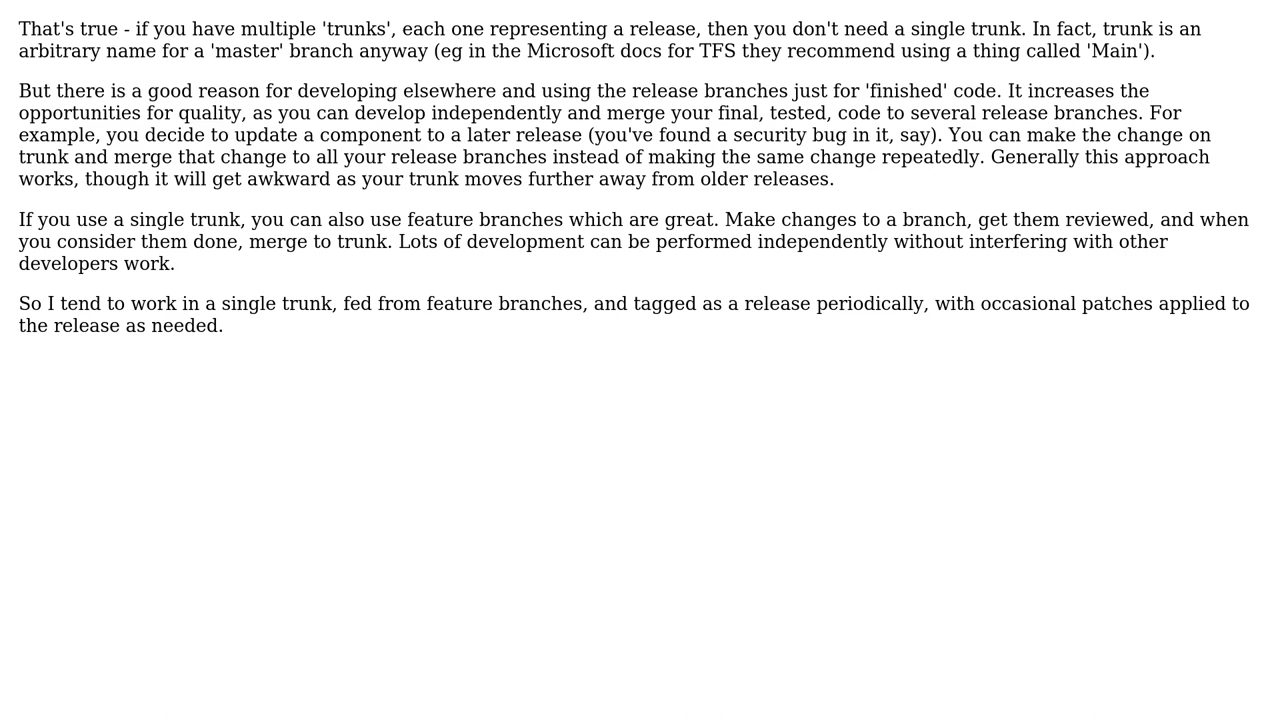 That's true - if you have multiple 'trunks', each one representing a release, then you don't need a single trunk. In fact, trunk is an
arbitrary name for a 'master' branch anyway (eg in the Microsoft docs for TFS they recommend using a thing called 'Main').
But there is a good reason for developing elsewhere and using the release branches just for 'finished' code. It increases the
opportunities for quality, as you can develop independently and merge your final, tested, code to several release branches. For
example, you decide to update a component to a later release (you've found a security bug in it, say). You can make the change on
trunk and merge that change to all your release branches instead of making the same change repeatedly. Generally this approach
works, though it will get awkward as your trunk moves further away from older releases.
If you use a single trunk, you can also use feature branches which are great. Make changes to a branch, get them reviewed, and when
you consider them done, merge to trunk. Lots of development can be performed independently without interfering with other
developers work.
So I tend to work in a single trunk, fed from feature branches, and tagged as a release periodically, with occasional patches applied to
the release as needed.